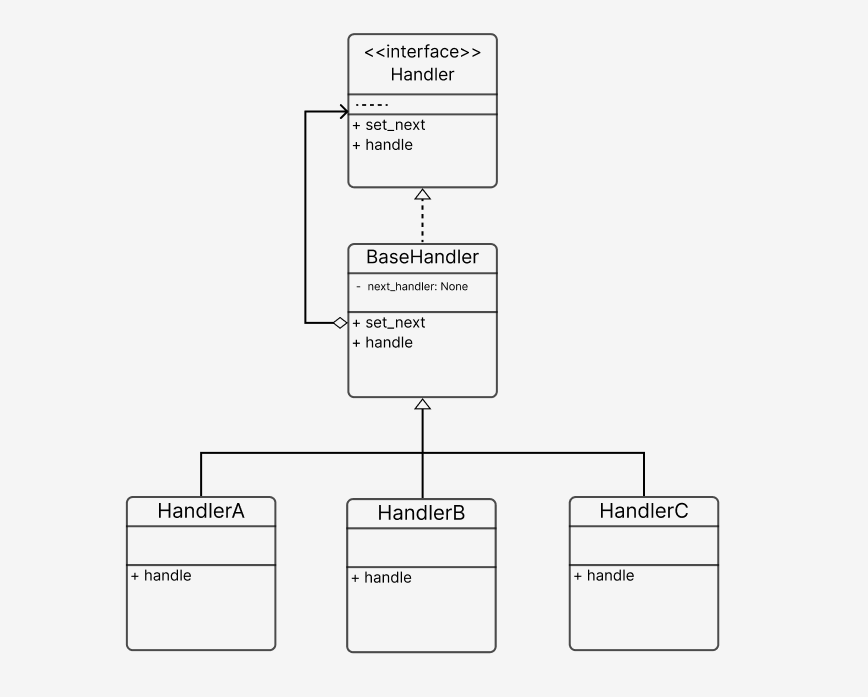 <<interface>>
Handler
-----
+ set_next
+ handle
BaseHandler
- next_handler: None
+ set_next
+ handle
HandlerA
+ handle
HandlerB
+ handle
HandlerC
+ handle